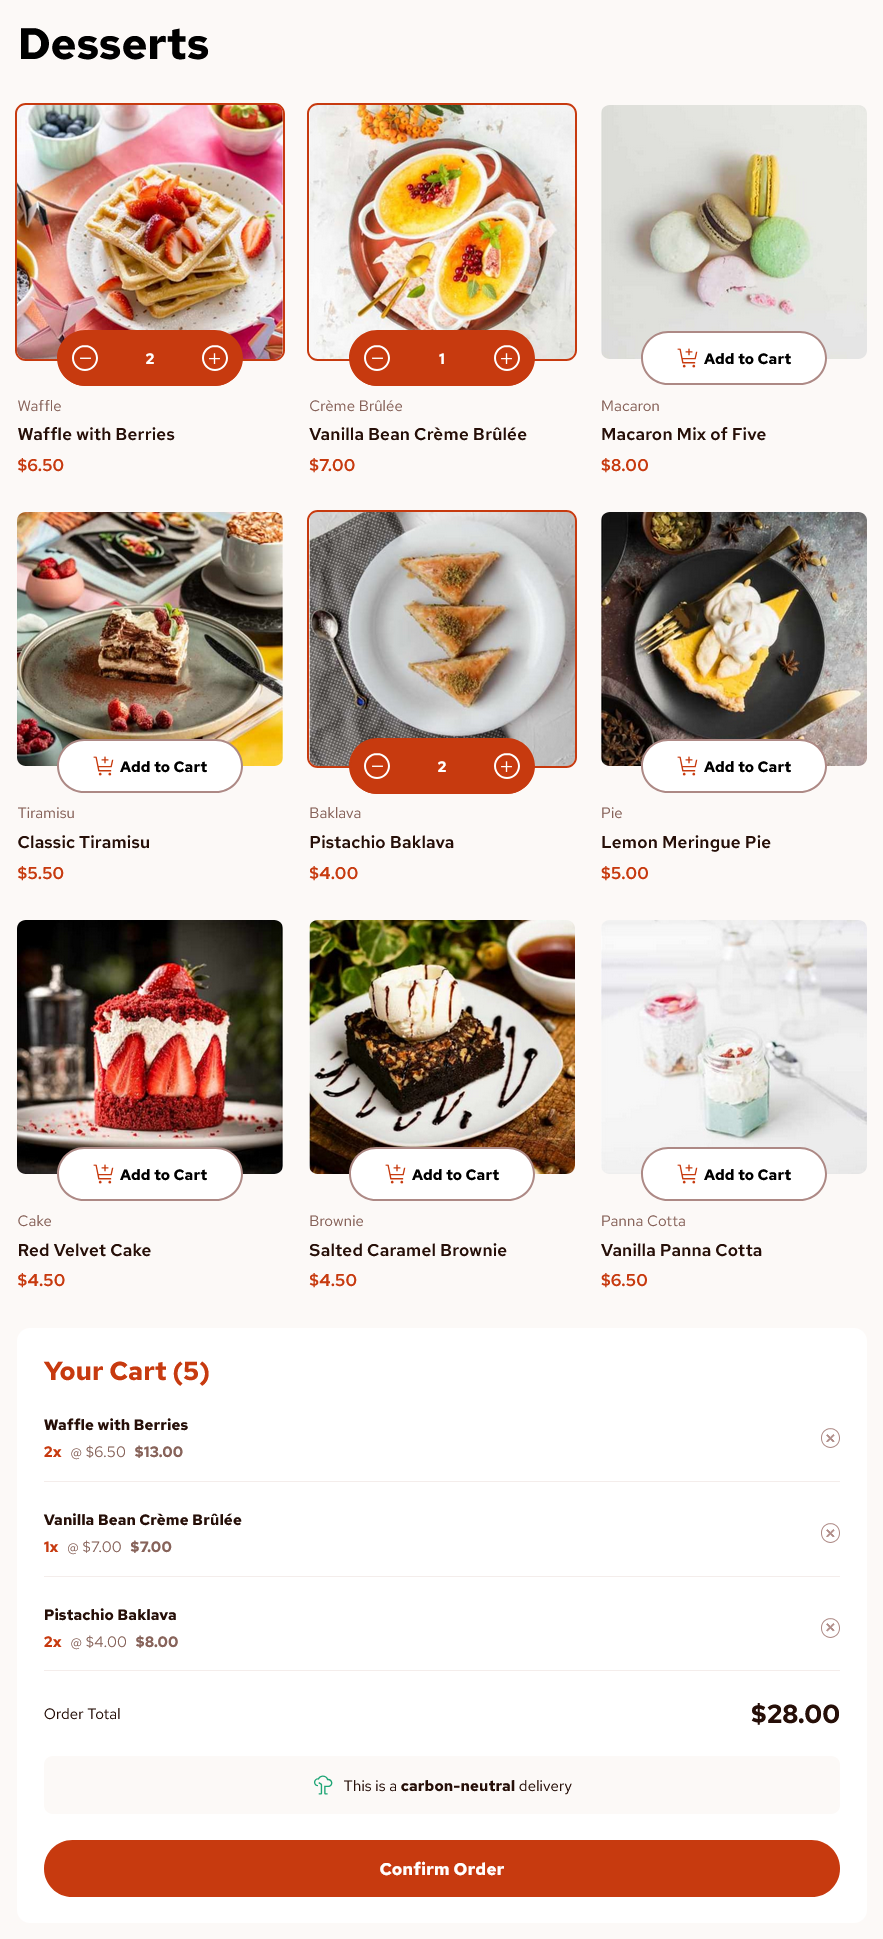 Desserts
2
1
Add to Cart
Waffle
Waffle with Berries
$6.50
Crème Brûlée
Vanilla Bean Crème Brûlée
$7.00
Macaron
Macaron Mix of Five
$8.00
Add to Cart
2
Add to Cart
Tiramisu
Classic Tiramisu
$5.50
Baklava
Pistachio Baklava
$4.00
Pie
Lemon Meringue Pie
$5.00
Add to Cart
Add to Cart
Add to Cart
Cake
Red Velvet Cake
$4.50
Brownie
Salted Caramel Brownie
$4.50
Panna Cotta
Vanilla Panna Cotta
$6.50
Your Cart (5)
Waffle with Berries
2x @ $6.50 $13.00
Vanilla Bean Crème Brûlée
1x @ $7.00 $7.00
Pistachio Baklava
2x @ $4.00 $8.00
Order Total $28.00
This is a carbon-neutral delivery
Confirm Order